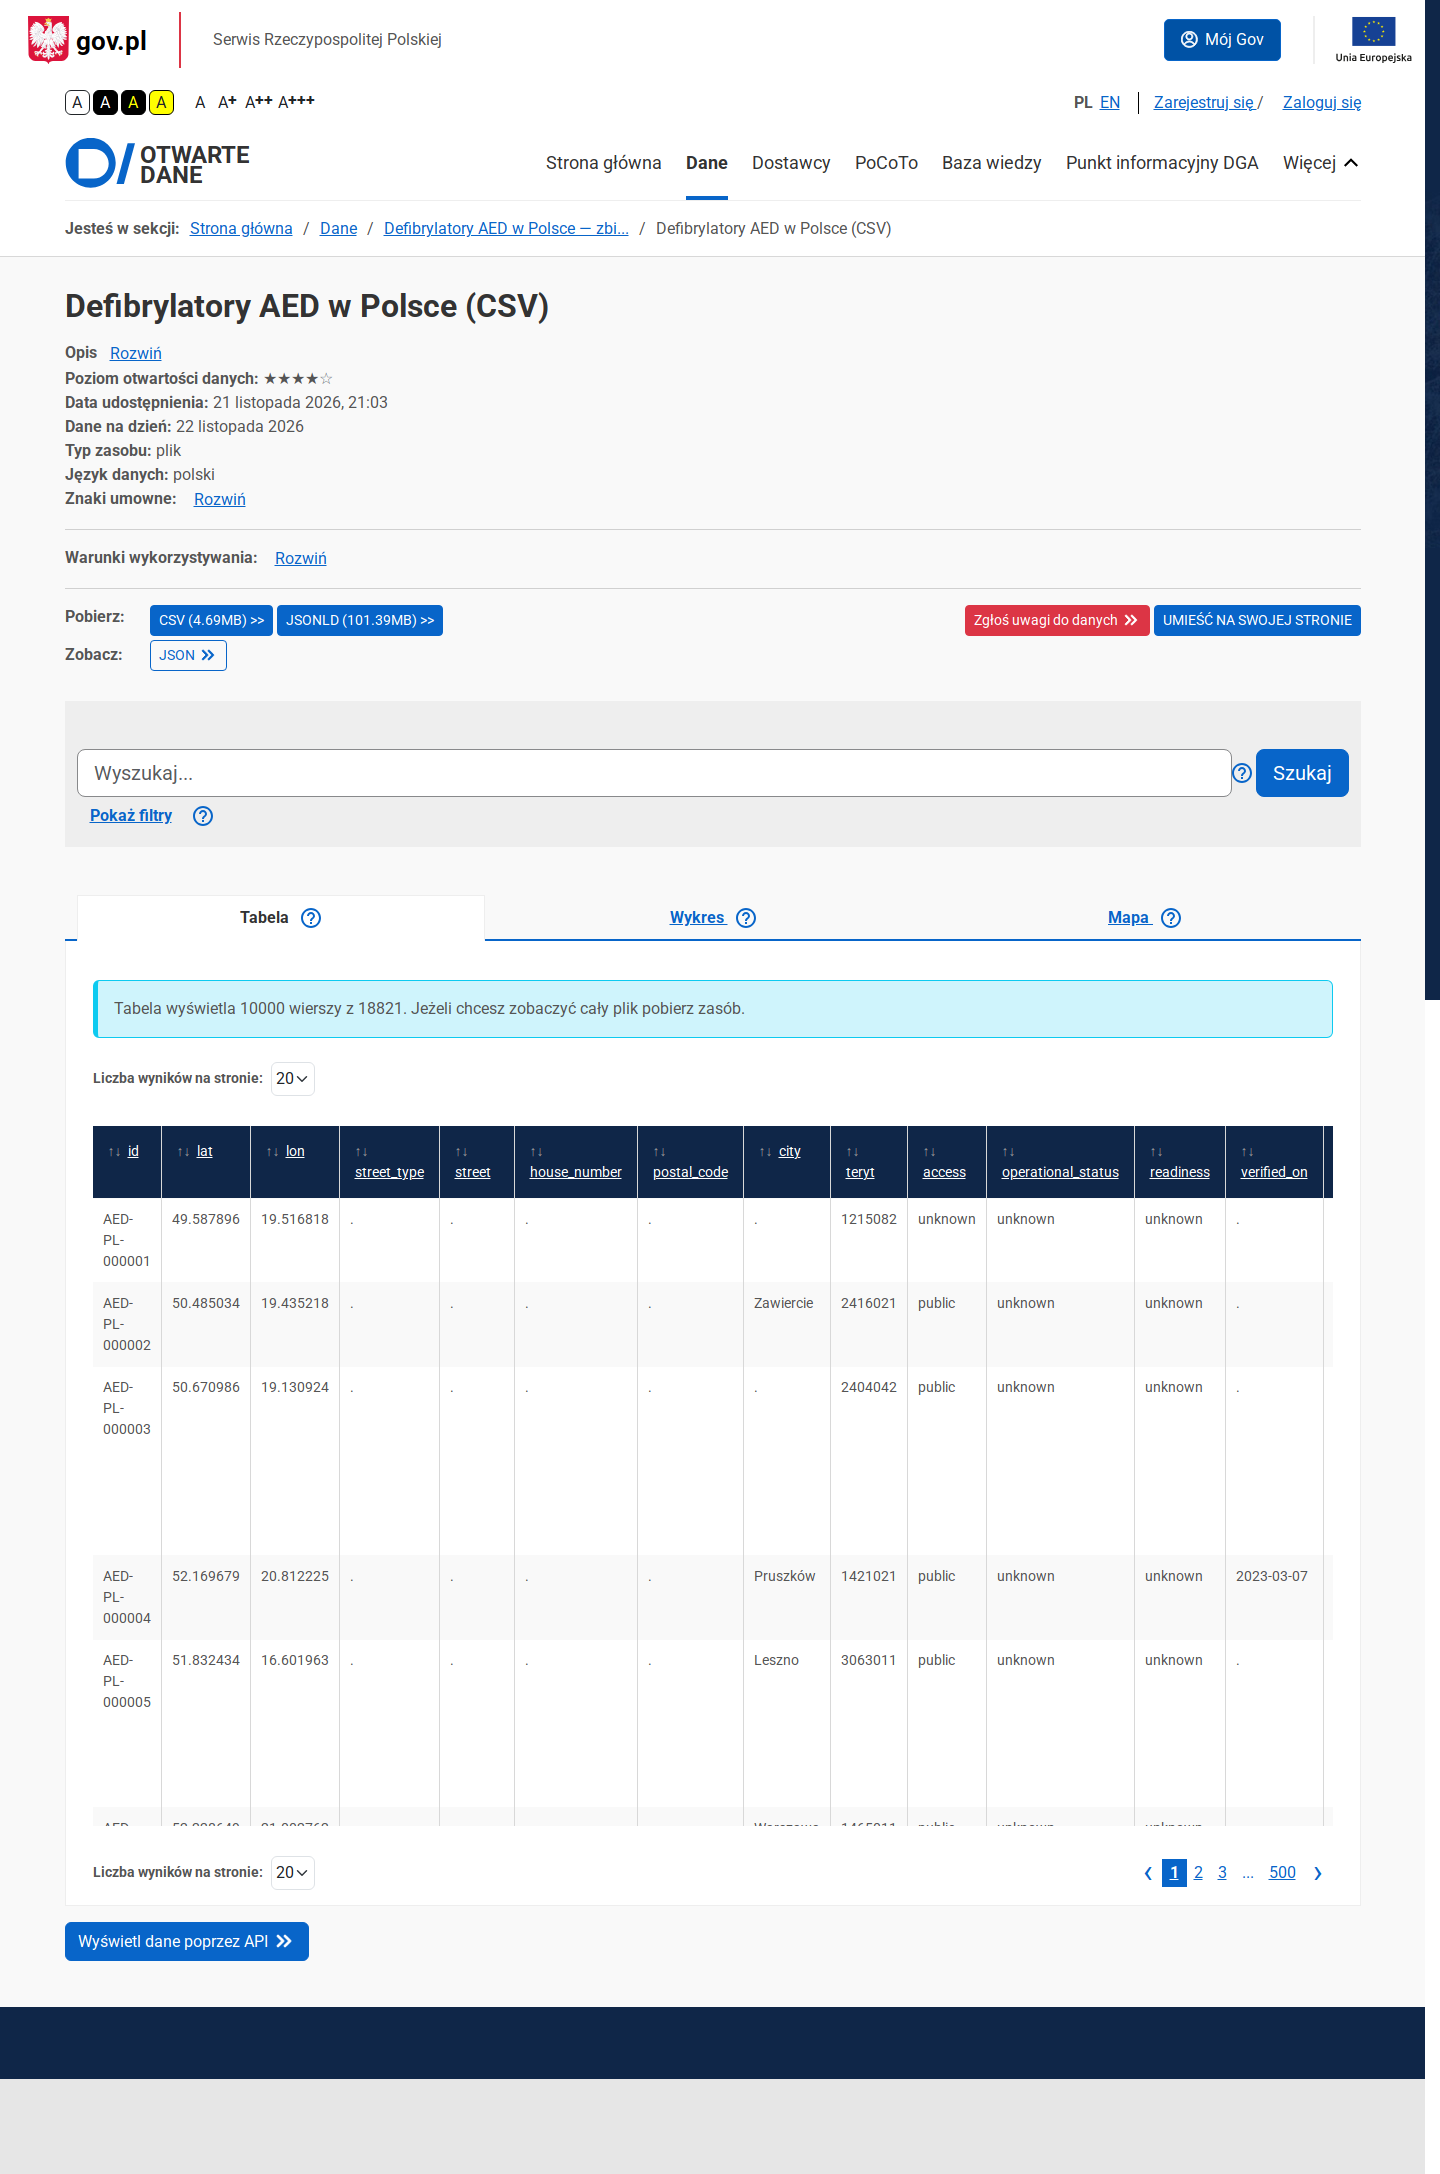 gov.pl
Serwis Rzeczypospolitej Polskiej
Mój Gov
Unia Europejska
A A A A A A+ A++ A+++
PL EN Zarejestruj się / Zaloguj się
OTWARTE
DANE
Strona główna Dane Dostawcy PoCoTo Baza wiedzy Punkt informacyjny DGA Więcej
Jesteś w sekcji: Strona główna / Dane / Defibrylatory AED w Polsce — zbi... / Defibrylatory AED w Polsce (CSV)
Defibrylatory AED w Polsce (CSV)
Opis Rozwiń
Poziom otwartości danych: ★★★★☆
Data udostępnienia: 21 listopada 2026, 21:03
Dane na dzień: 22 listopada 2026
Typ zasobu: plik
Język danych: polski
Znaki umowne: Rozwiń
Warunki wykorzystywania: Rozwiń
Pobierz: CSV (4.69MB) >> JSONLD (101.39MB) >> Zgłoś uwagi do danych UMIEŚĆ NA SWOJEJ STRONIE
Zobacz: JSON
Wyszukaj... Szukaj
Pokaż filtry
Tabela Wykres Mapa
Tabela wyświetla 10000 wierszy z 18821. Jeżeli chcesz zobaczyć cały plik pobierz zasób.
Liczba wyników na stronie: 20
↑↓ id ↑↓ lat ↑↓ lon ↑↓ street_type ↑↓ street ↑↓ house_number ↑↓ postal_code ↑↓ city ↑↓ teryt ↑↓ access ↑↓ operational_status ↑↓ readiness ↑↓ verified_on
AED-PL-000001 49.587896 19.516818 . . . . . 1215082 unknown unknown unknown .
AED-PL-000002 50.485034 19.435218 . . . . Zawiercie 2416021 public unknown unknown .
AED-PL-000003 50.670986 19.130924 . . . . . 2404042 public unknown unknown .
AED-PL-000004 52.169679 20.812225 . . . . Pruszków 1421021 public unknown unknown 2023-03-07
AED-PL-000005 51.832434 16.601963 . . . . Leszno 3063011 public unknown unknown .
Liczba wyników na stronie: 20
‹ 1 2 3 ... 500 ›
Wyświetl dane poprzez API